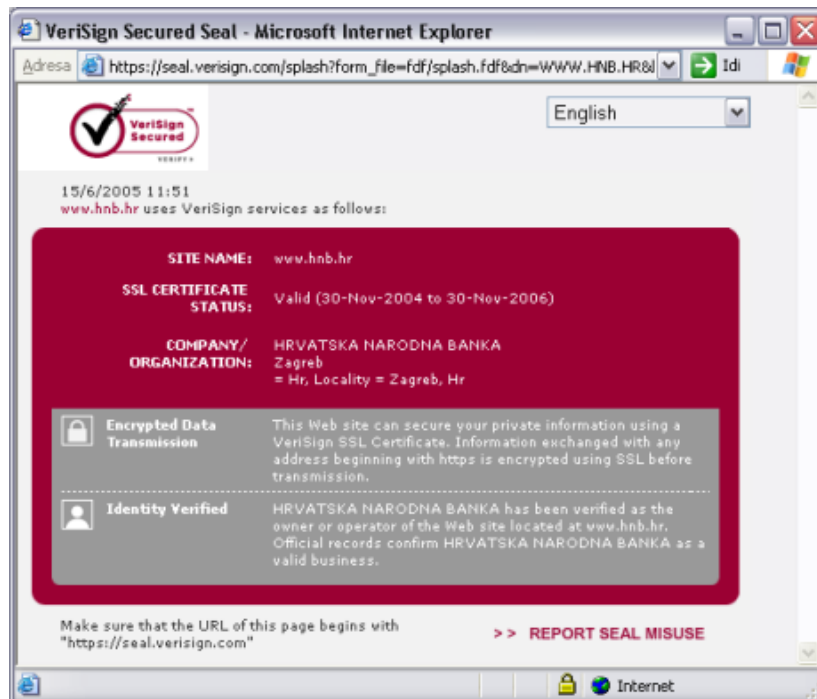 VeriSign Secured Seal - Microsoft Internet Explorer
Adresa https://seal.verisign.com/splash?form_file=fdf/splash.fdf&dn=WWW.HNB.HR&l Idi
VeriSign
Secured
VERIFY
English
15/6/2005 11:51
www.hnb.hr uses VeriSign services as follows:
SITE NAME: www.hnb.hr
SSL CERTIFICATE
STATUS: Valid (30-Nov-2004 to 30-Nov-2006)
COMPANY/ HRVATSKA NARODNA BANKA
ORGANIZATION: Zagreb
= Hr, Locality = Zagreb, Hr
Encrypted Data This Web site can secure your private information using a
Transmission VeriSign SSL Certificate. Information exchanged with any
address beginning with https is encrypted using SSL before
transmission.
Identity Verified HRVATSKA NARODNA BANKA has been verified as the
owner or operator of the Web site located at www.hnb.hr.
Official records confirm HRVATSKA NARODNA BANKA as a
valid business.
Make sure that the URL of this page begins with
"https://seal.verisign.com"
>> REPORT SEAL MISUSE
Internet